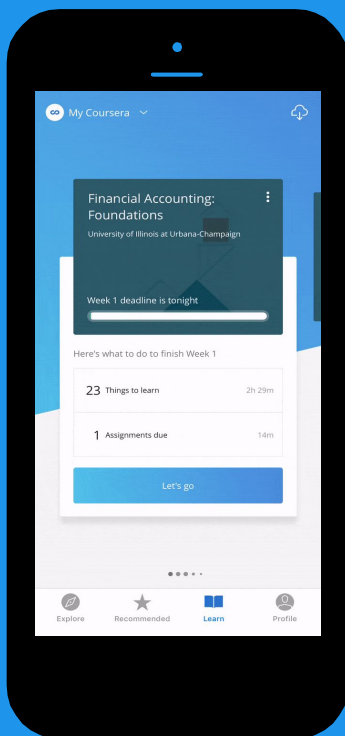 My Coursera
Financial Accounting:
Foundations
University of Illinois at Urbana-Champaign
Week 1 deadline is tonight
Here's what to do to finish Week 1
23 Things to learn 2h 29m
1 Assignments due 14m
Let's go
Explore Recommended Learn Profile